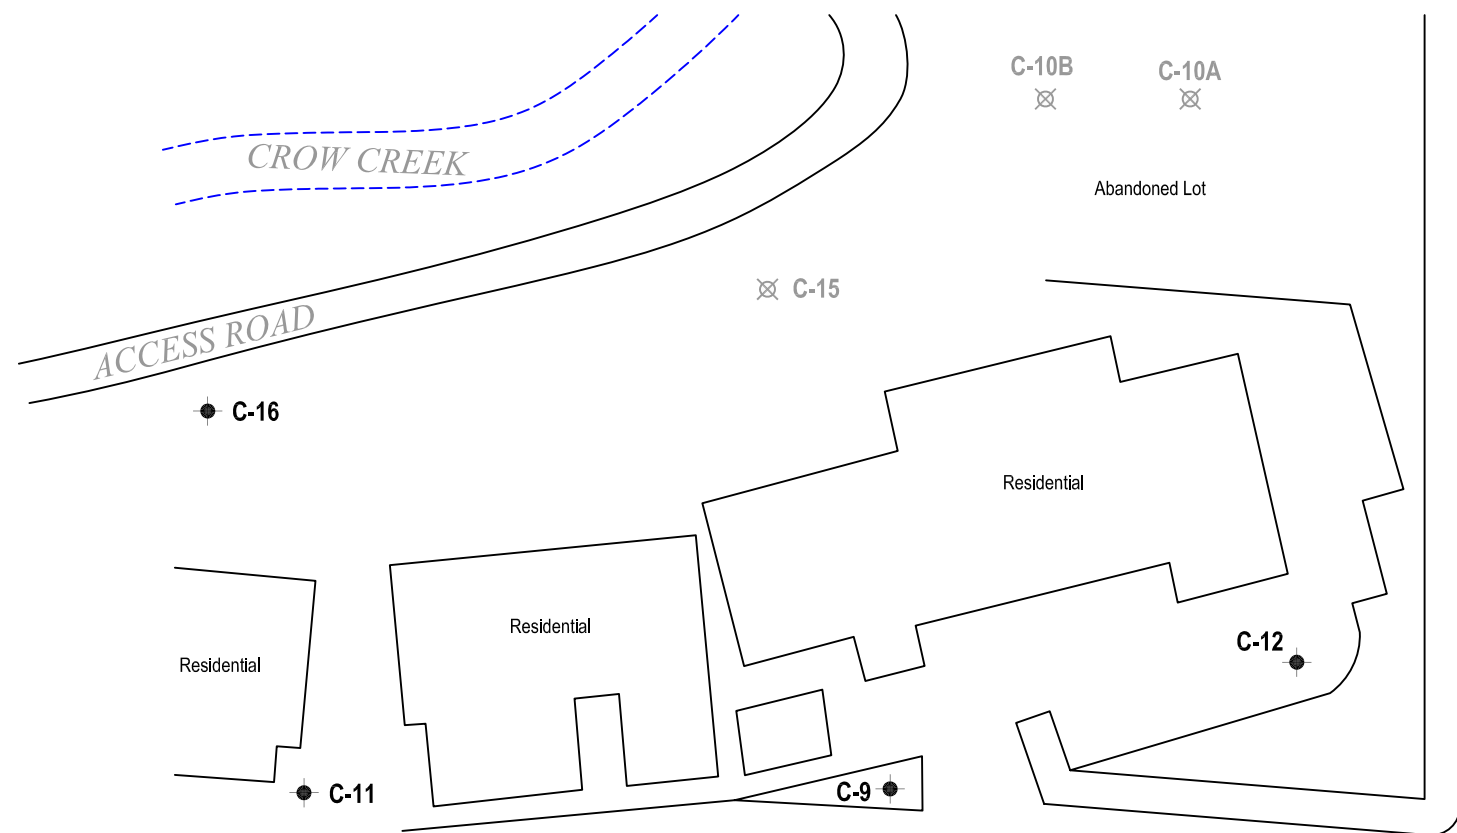 C-10B
C-10A
CROW CREEK
Abandoned Lot
C-15
ACCESS ROAD
C-16
Residential
Residential
C-12
Residential
C-9
C-11